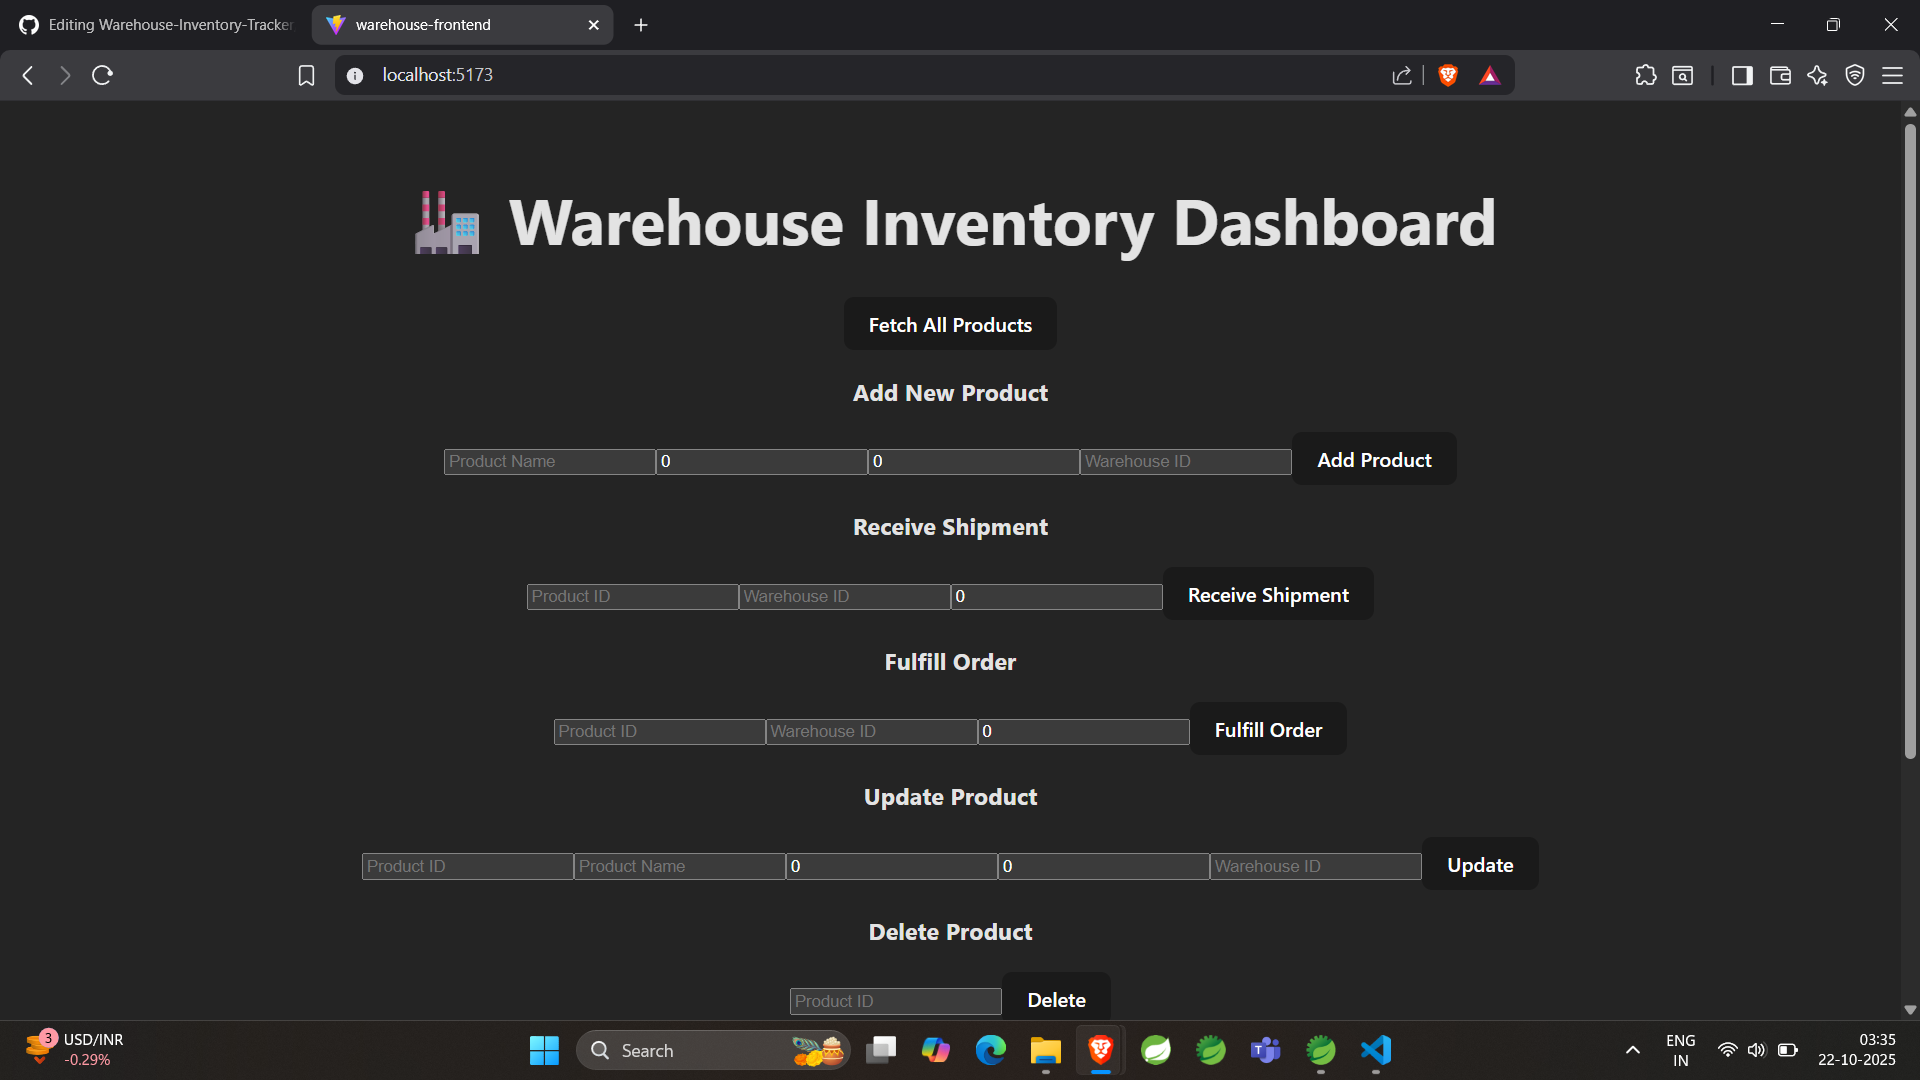 Editing Warehouse-Inventory-Tracker
warehouse-frontend
localhost:5173
Warehouse Inventory Dashboard
Fetch All Products
Add New Product
Product Name 0 0 Warehouse ID Add Product
Receive Shipment
Product ID Warehouse ID 0 Receive Shipment
Fulfill Order
Product ID Warehouse ID 0 Fulfill Order
Update Product
Product ID Product Name 0 0 Warehouse ID Update
Delete Product
Product ID Delete
3 USD/INR
-0.29%
Search
ENG
IN
03:35
22-10-2025